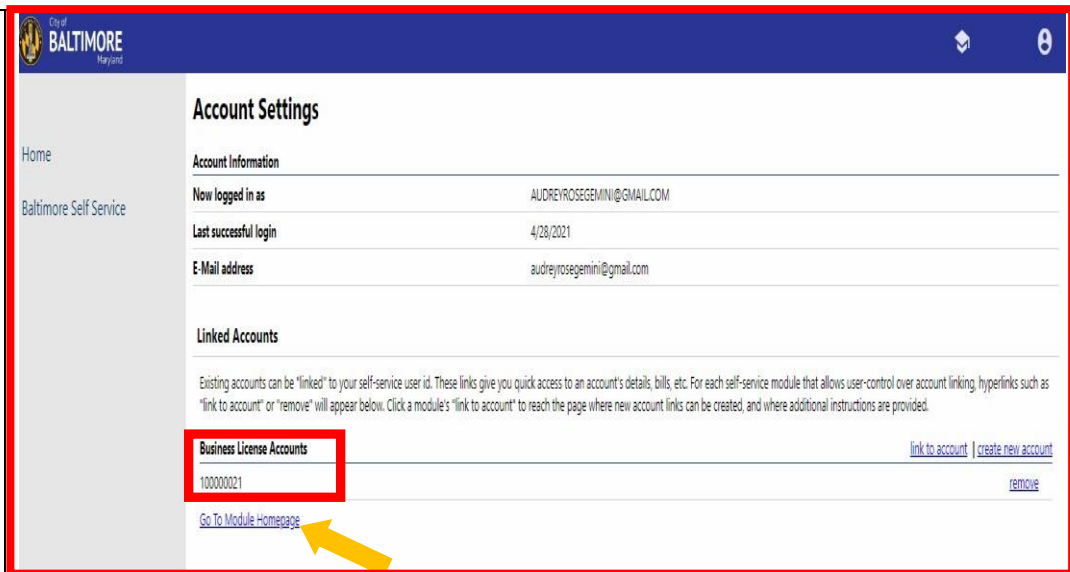 City of
BALTIMORE
Maryland
Account Settings
Home
Baltimore Self Service
Account Information
Now logged in as AUDREYROSEGEMINI@GMAIL.COM
Last successful login 4/28/2021
E-Mail address audreyrosegemini@gmail.com
Linked Accounts
Existing accounts can be "linked" to your self-service user id. These links give you quick access to an account's details, bills, etc. For each self-service module that allows user-control over account linking, hyperlinks such as
"link to account" or "remove" will appear below. Click a module's "link to account" to reach the page where new account links can be created, and where additional instructions are provided.
Business License Accounts link to account | create new account
100000021 remove
Go To Module Homepage